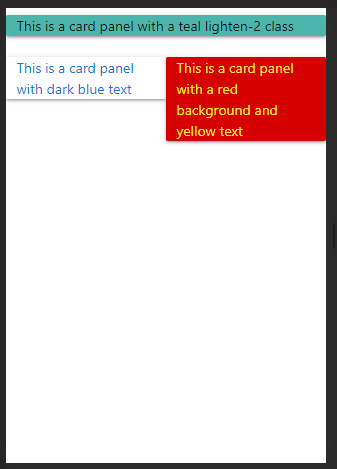 This is a card panel with a teal lighten-2 class
This is a card panel
with dark blue text
This is a card panel
with a red
background and
yellow text